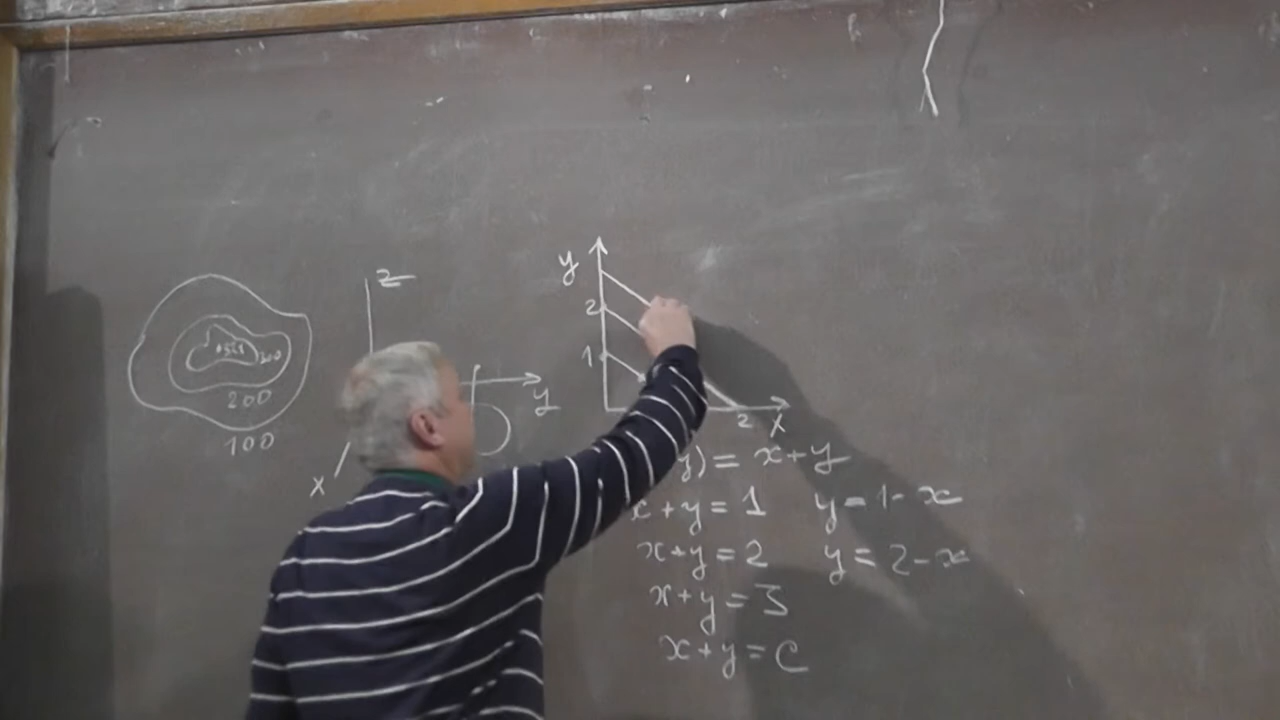 z
y
2
1
2
x
300
200
100
y
x
y) = x + y
x + y = 1 y = 1 - x
x + y = 2 y = 2 - x
x + y = 3
x + y = C